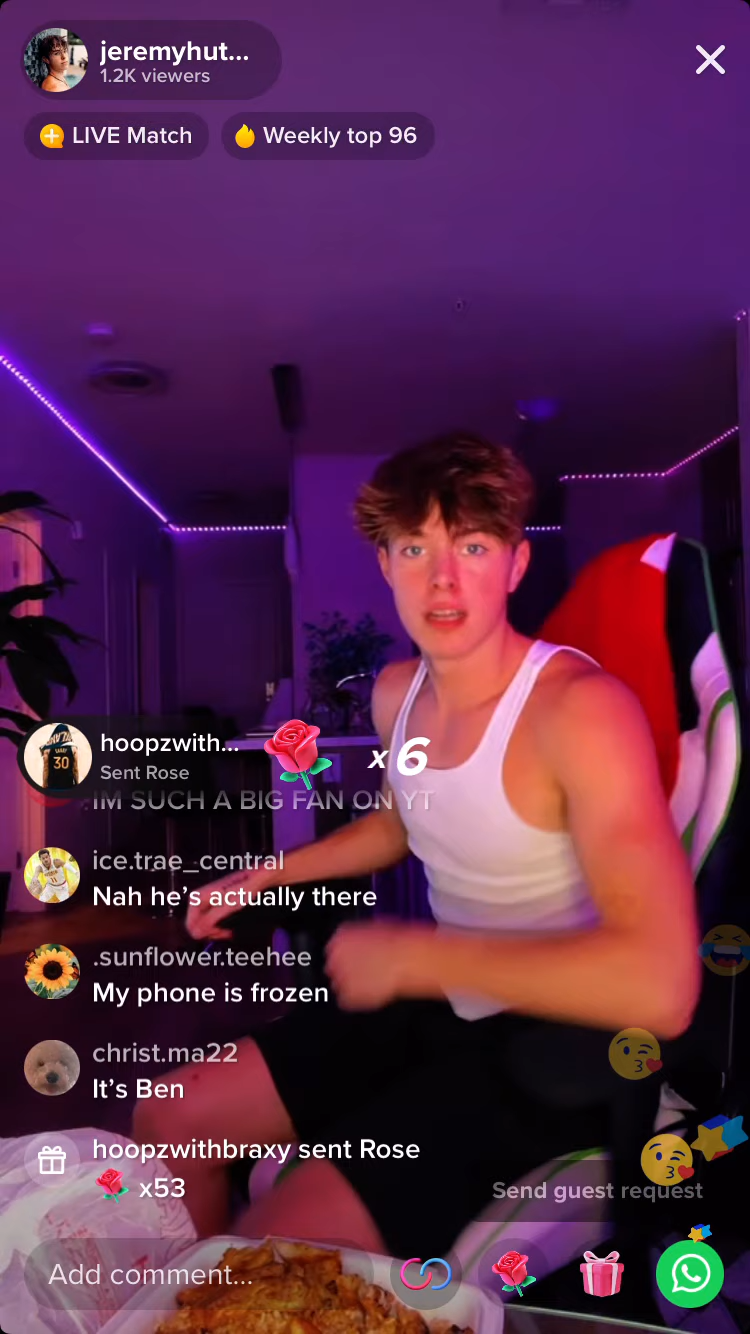 jeremyhut...
1.2K viewers
LIVE Match
Weekly top 96
hoopzwith...
Sent Rose
x6
IM SUCH A BIG FAN ON YT
ice.trae_central
Nah he’s actually there
.sunflower.teehee
My phone is frozen
christ.ma22
It’s Ben
hoopzwithbraxy sent Rose
x53
Send guest request
Add comment...
30